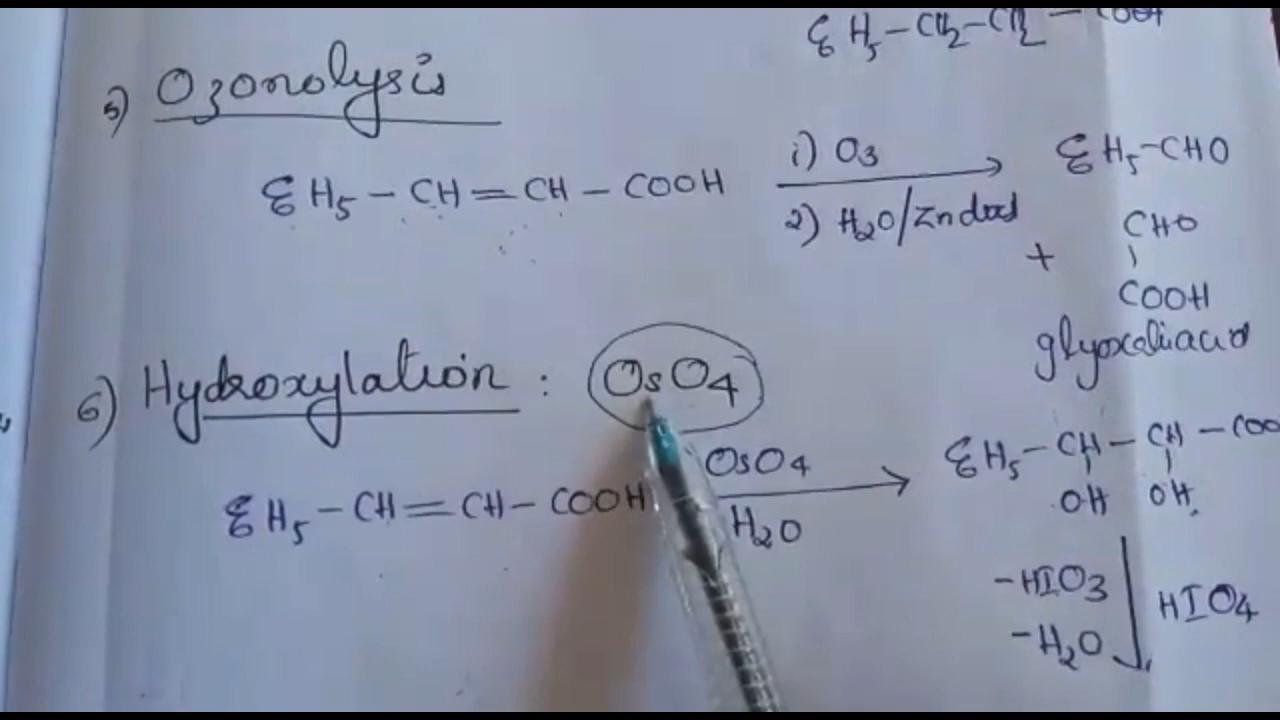 C6H5-CH2-CH2-COOH
5) Ozonolysis
C6H5-CH=CH-COOH
i) O3
2) H2O/Zn dust
C6H5-CHO
+
CHO
COOH
glyoxalic acid
6) Hydroxylation : OsO4
C6H5-CH=CH-COOH
OsO4
H2O
C6H5-CH-CH-COO
OH OH
-HIO3
-H2O
HIO4